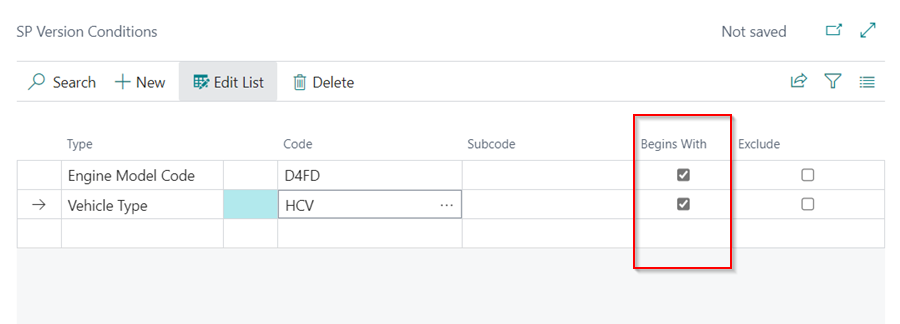 SP Version Conditions Not saved
Search New Edit List Delete
Type Code Subcode Begins With Exclude
Engine Model Code D4FD
Vehicle Type HCV ...